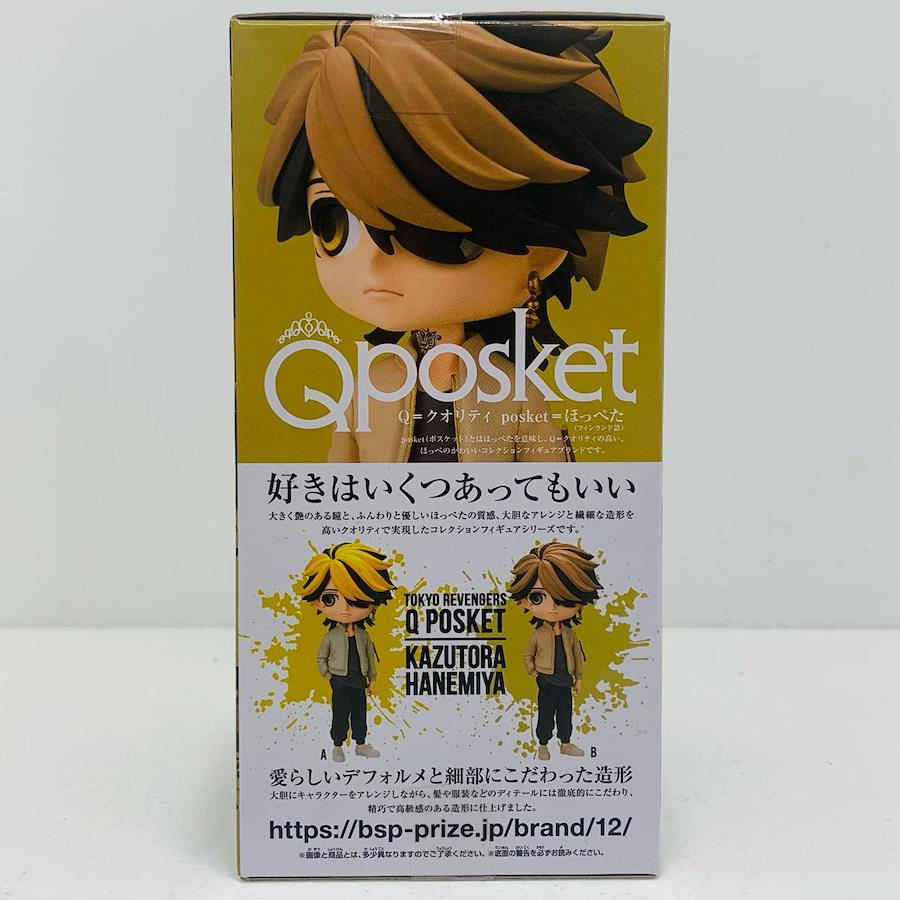 Qposket
Q=クオリティ posket=ほっぺた
(フィンランド語)
posket(ポスケット)とはほっぺたを意味し、Q=クオリティの高い、
ほっぺのかわいいコレクションフィギュアブランドです。
好きはいくつあってもいい
大きく艶のある瞳と、ふんわりと優しいほっぺたの質感、大胆なアレンジと繊細な造形を
高いクオリティで実現したコレクションフィギュアシリーズです。
TOKYO REVENGERS
Q POSKET
KAZUTORA
HANEMIYA
A
B
愛らしいデフォルメと細部にこだわった造形
大胆にキャラクターをアレンジしながら、髪や服装などのディテールには徹底的にこだわり、
精巧で高級感のある造形に仕上げました。
https://bsp-prize.jp/brand/12/
※画像と商品とは、多少異なりますのでご了承ください。※底面の警告を必ずお読みください。